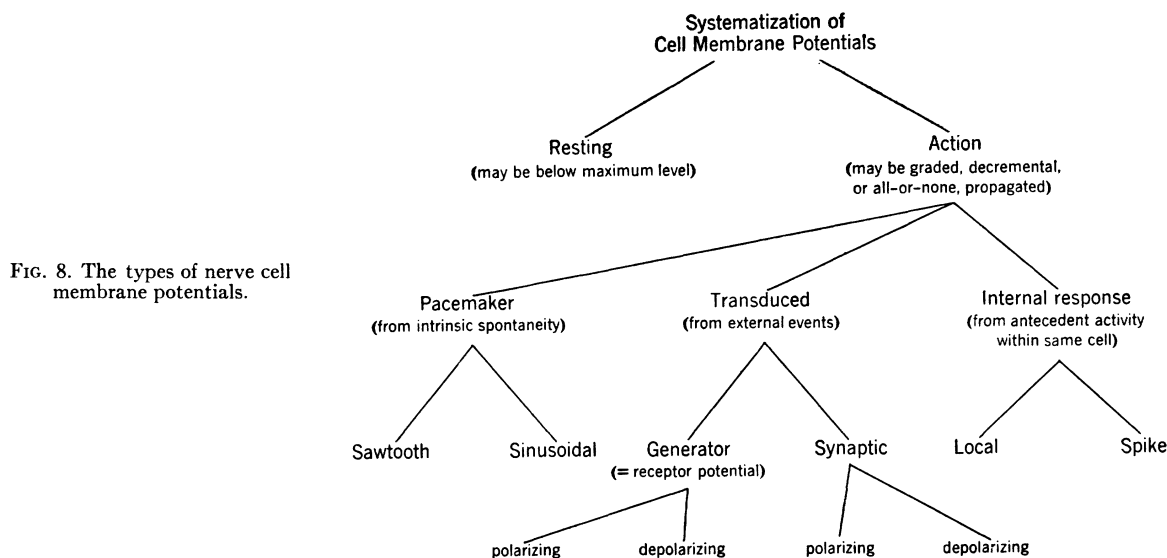 Systematization of
Cell Membrane Potentials
Resting
(may be below maximum level)
Action
(may be graded, decremental,
or all-or-none, propagated)
FIG. 8. The types of nerve cell
membrane potentials.
Pacemaker
(from intrinsic spontaneity)
Transduced
(from external events)
Internal response
(from antecedent activity
within same cell)
Sawtooth
Sinusoidal
Generator
(= receptor potential)
Synaptic
Local
Spike
polarizing
depolarizing
polarizing
depolarizing